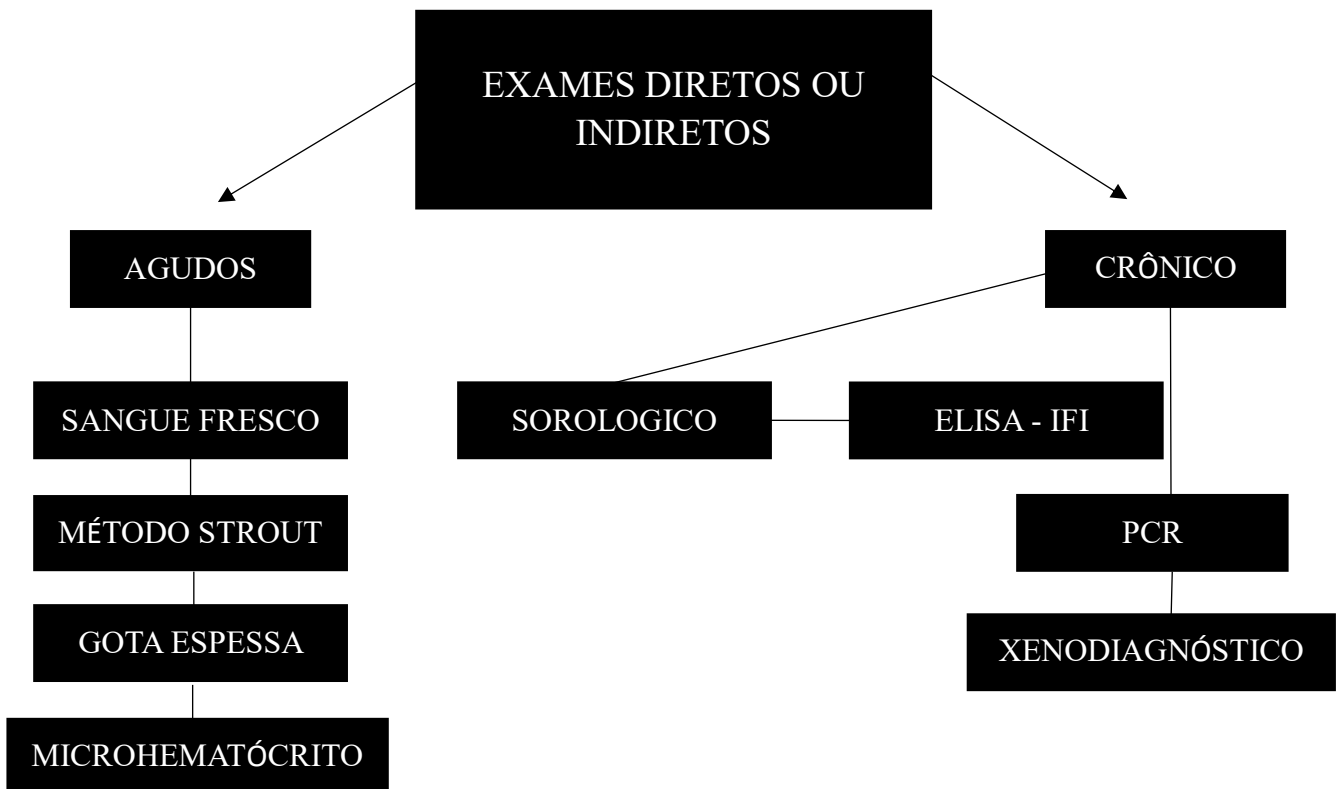 EXAMES DIRETOS OU
INDIRETOS
AGUDOS
CRÔNICO
SANGUE FRESCO
SOROLOGICO
ELISA - IFI
MÉTODO STROUT
PCR
GOTA ESPESSA
XENODIAGNÓSTICO
MICROHEMATÓCRITO